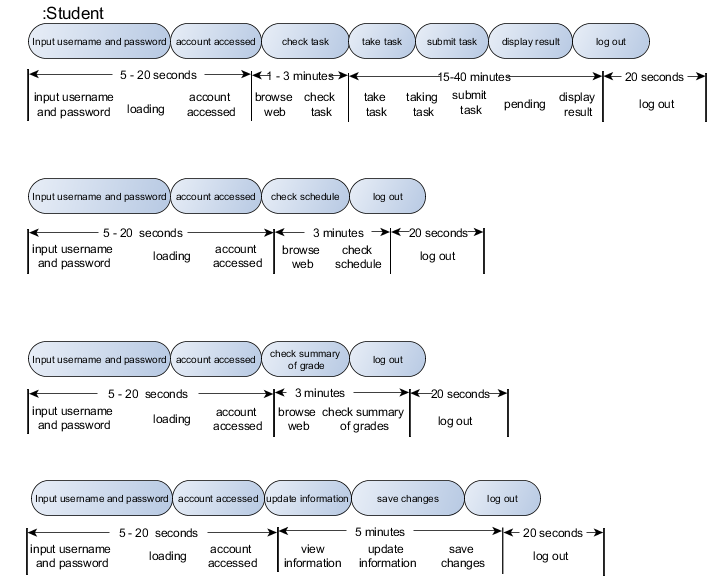 :Student
Input username and password account accessed check task take task submit task display result log out
5 - 20 seconds 1 - 3 minutes 15-40 minutes 20 seconds
input username and password loading account accessed browse web check task take task taking task submit task pending display result log out
Input username and password account accessed check schedule log out
5 - 20 seconds 3 minutes 20 seconds
input username and password loading account accessed browse web check schedule log out
Input username and password account accessed check summary of grade log out
5 - 20 seconds 3 minutes 20 seconds
input username and password loading account accessed browse web check summary of grades log out
Input username and password account accessed update information save changes log out
5 - 20 seconds 5 minutes 20 seconds
input username and password loading account accessed view information update information save changes log out